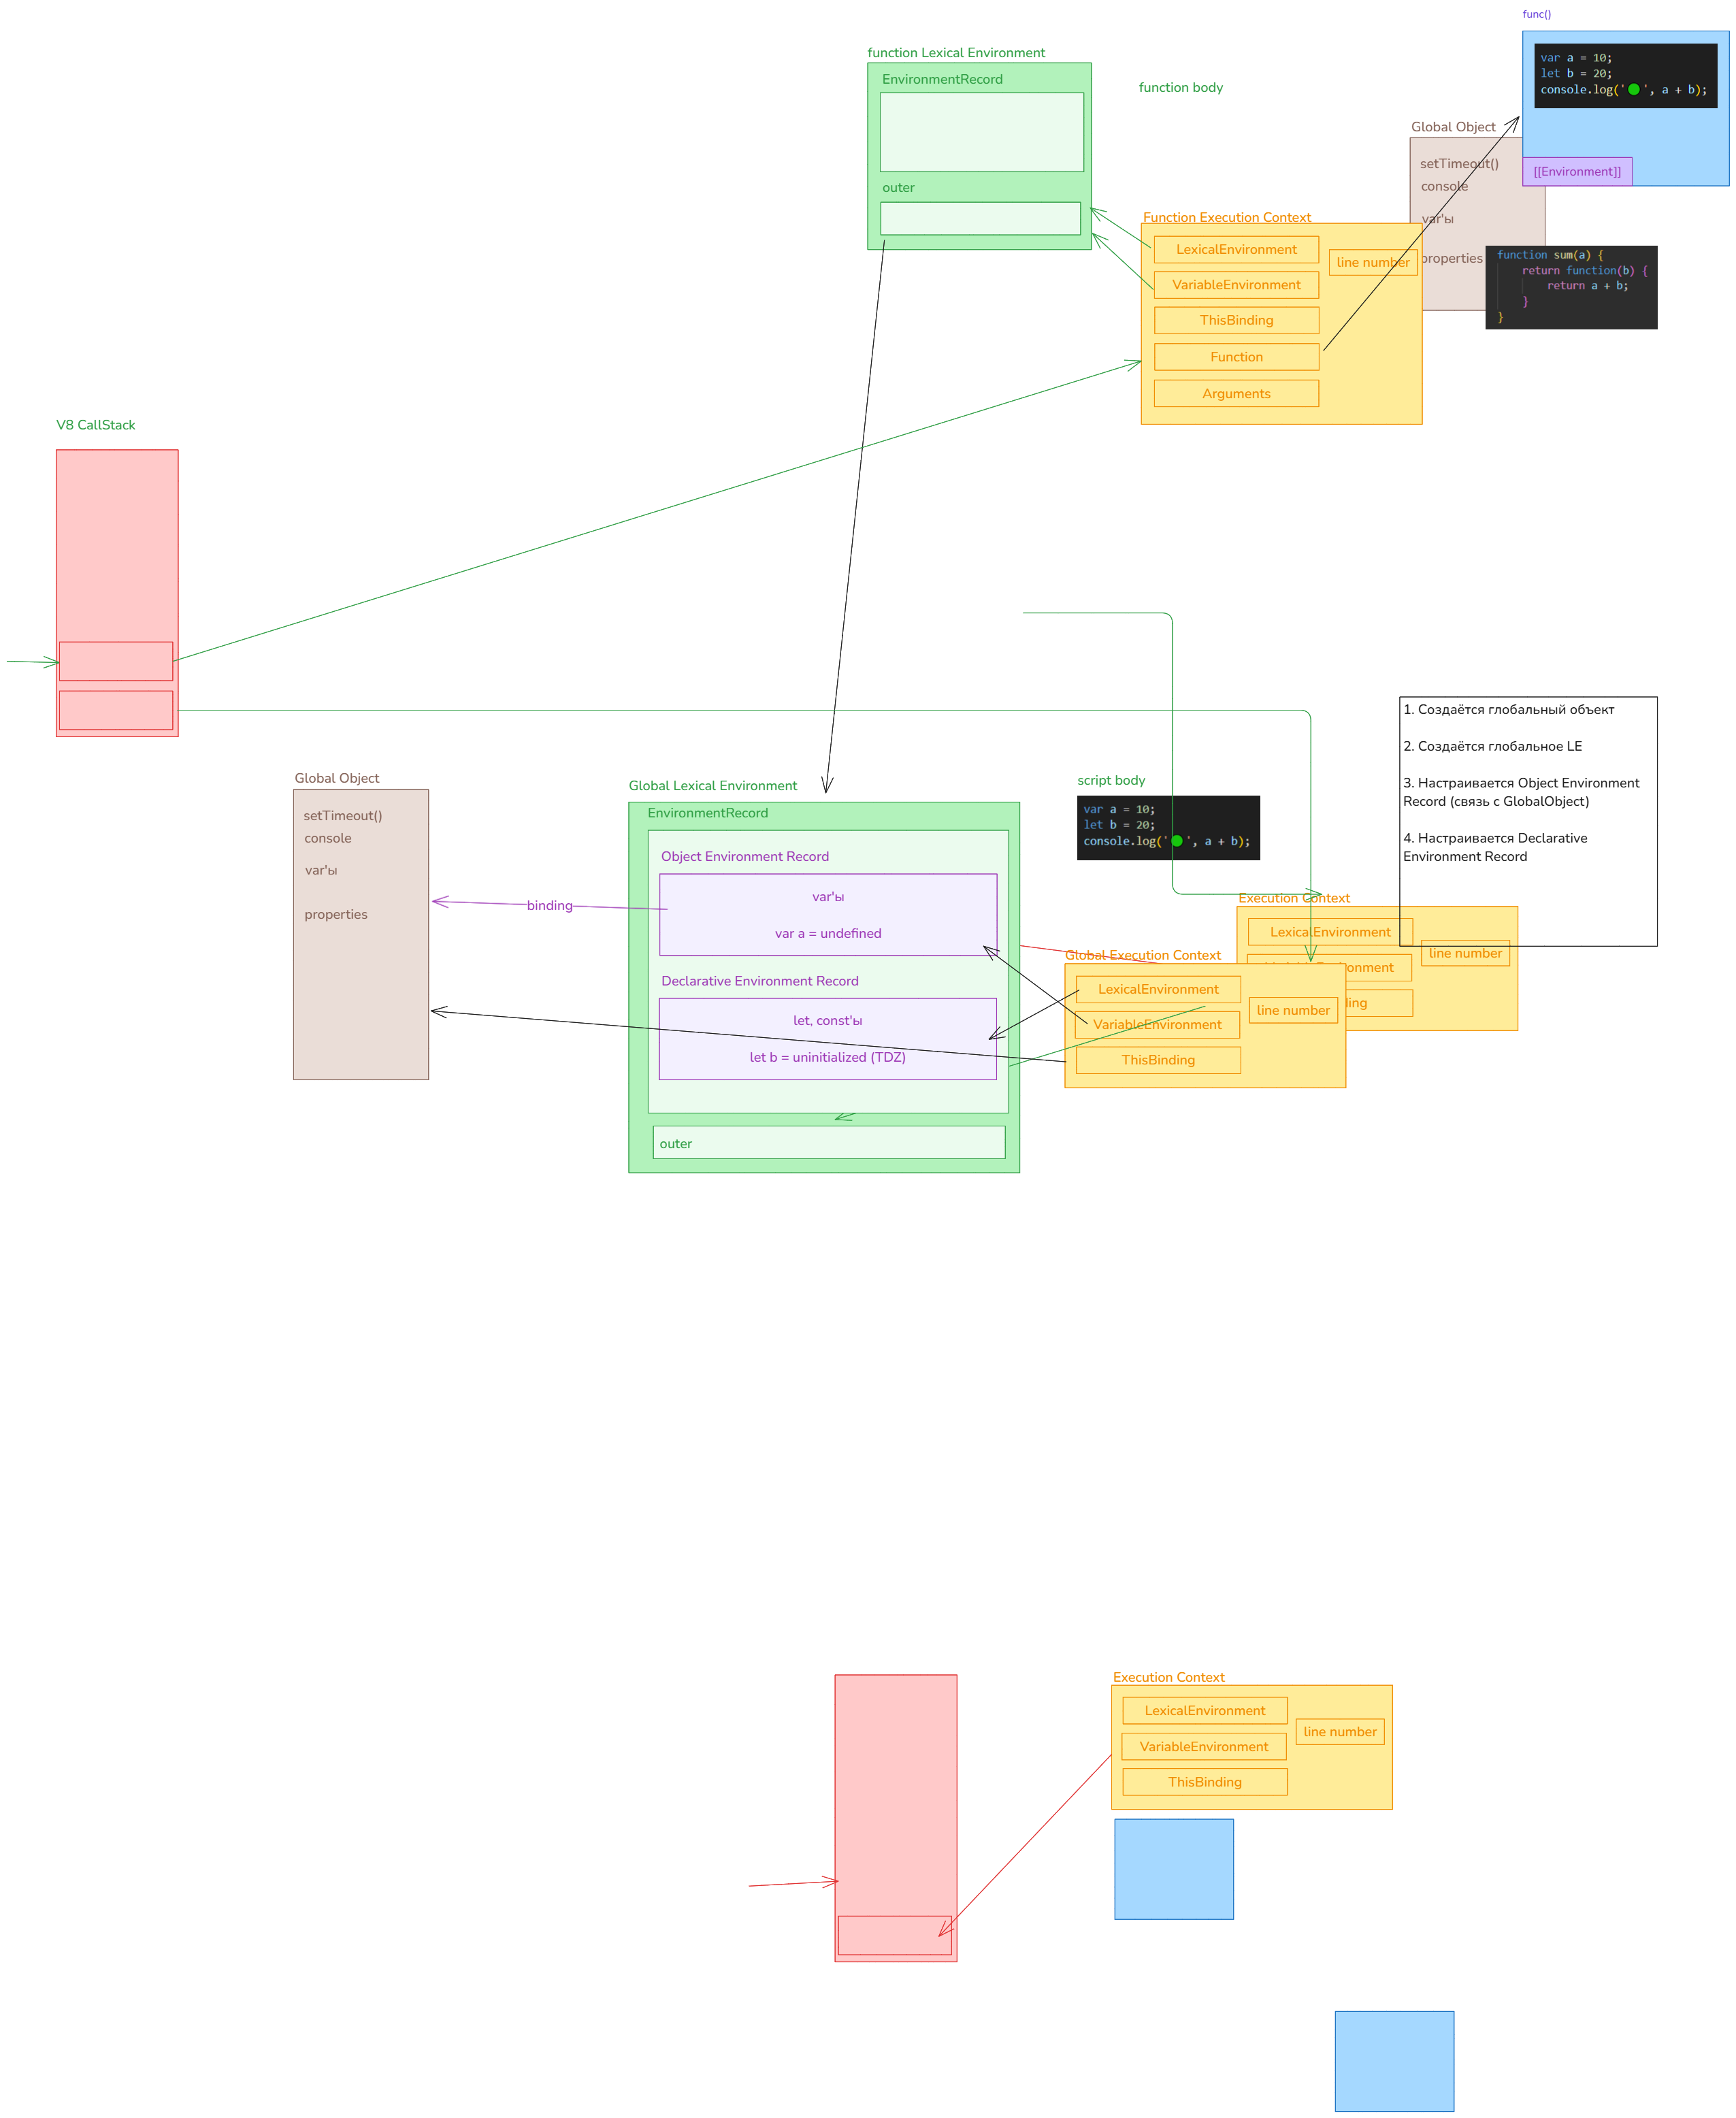 func()
var a = 10;
let b = 20;
console.log('🟢', a + b);
[[Environment]]
function Lexical Environment
EnvironmentRecord
outer
function body
Global Object
setTimeout()
console
var'ы
properties
function sum(a) {
return function(b) {
return a + b;
}
}
Function Execution Context
LexicalEnvironment
line number
VariableEnvironment
ThisBinding
Function
Arguments
V8 CallStack
1. Создаётся глобальный объект
2. Создаётся глобальное LE
3. Настраивается Object Environment
Record (связь с GlobalObject)
4. Настраивается Declarative
Environment Record
Global Object
setTimeout()
console
var'ы
properties
binding
Global Lexical Environment
EnvironmentRecord
Object Environment Record
var'ы
var a = undefined
Declarative Environment Record
let, const'ы
let b = uninitialized (TDZ)
outer
script body
var a = 10;
let b = 20;
console.log('🟢', a + b);
Execution Context
LexicalEnvironment
line number
Global Execution Context
LexicalEnvironment
line number
VariableEnvironment
ThisBinding
Execution Context
LexicalEnvironment
line number
VariableEnvironment
ThisBinding